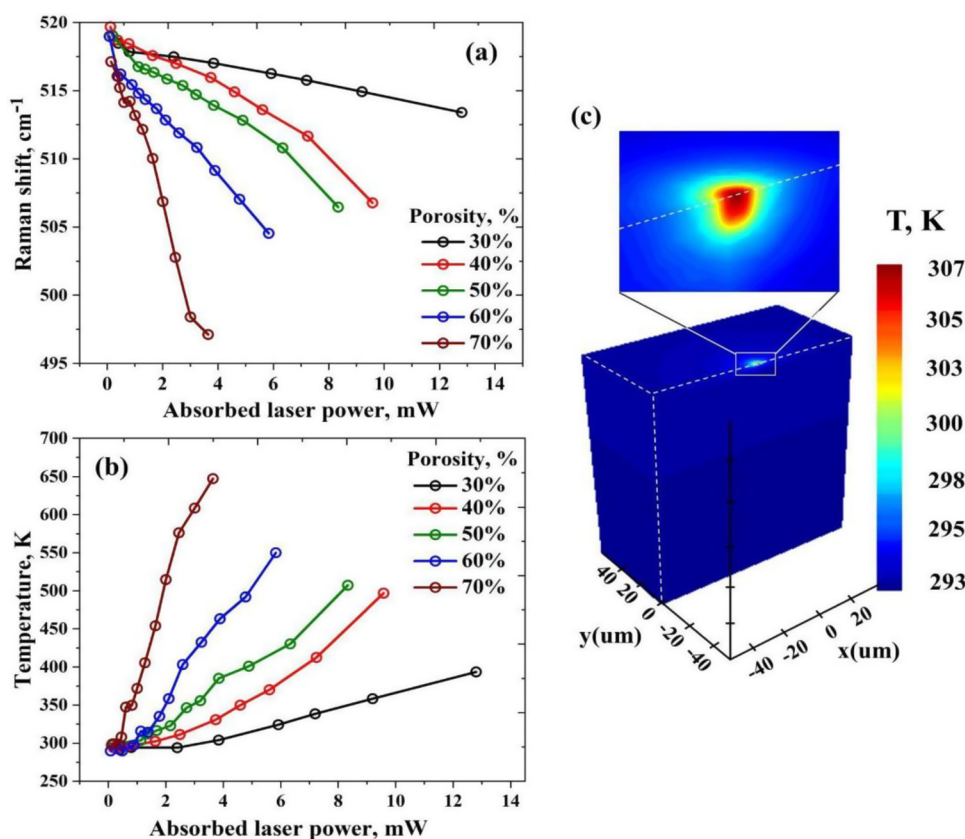 (a)
520
515
510
505
500
495
Raman shift, cm-1
Porosity, %
30%
40%
50%
60%
70%
0 2 4 6 8 10 12 14
Absorbed laser power, mW
(b)
700
650
600
550
500
450
400
350
300
250
Temperature, K
Porosity, %
30%
40%
50%
60%
70%
0 2 4 6 8 10 12 14
Absorbed laser power, mW
(c)
T, K
307
305
303
300
298
295
293
40 20 0 -20 -40
y(um)
-40 -20 0 20
x(um)